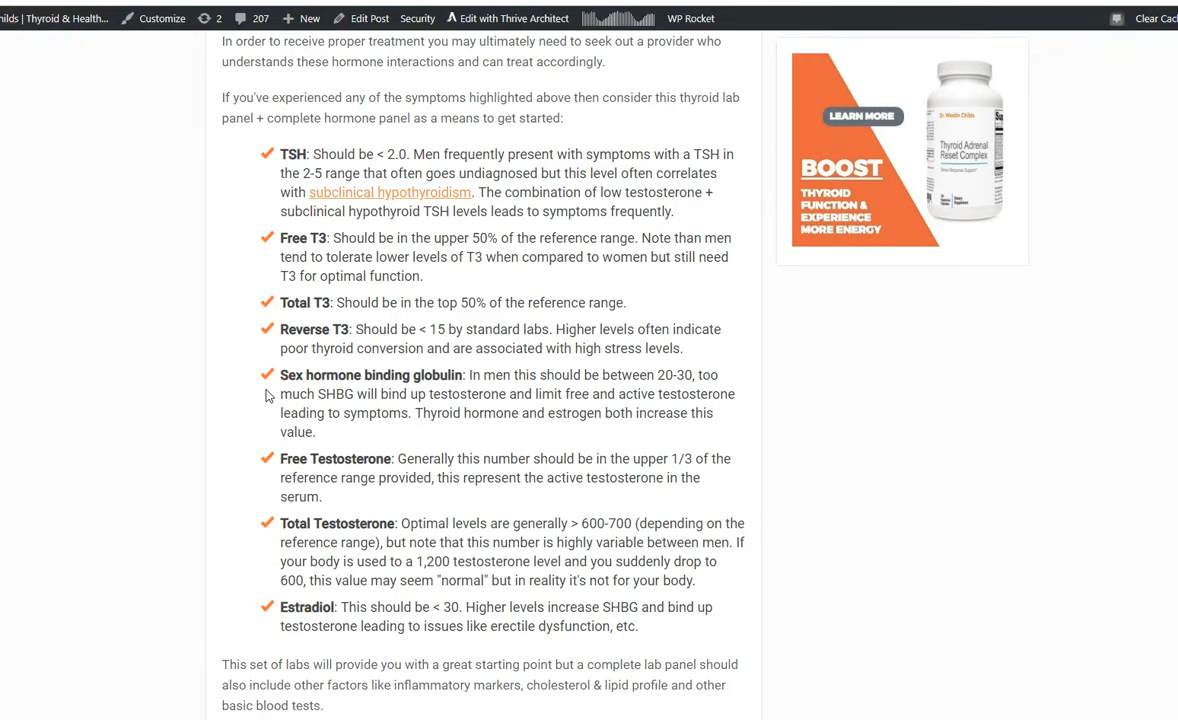 hilds | Thyroid & Health... Customize 2 207 New Edit Post Security Edit with Thrive Architect WP Rocket Clear Cac
In order to receive proper treatment you may ultimately need to seek out a provider who
understands these hormone interactions and can treat accordingly.
If you've experienced any of the symptoms highlighted above then consider this thyroid lab
panel + complete hormone panel as a means to get started:
TSH: Should be < 2.0. Men frequently present with symptoms with a TSH in
the 2-5 range that often goes undiagnosed but this level often correlates
with subclinical hypothyroidism. The combination of low testosterone +
subclinical hypothyroid TSH levels leads to symptoms frequently.
Free T3: Should be in the upper 50% of the reference range. Note than men
tend to tolerate lower levels of T3 when compared to women but still need
T3 for optimal function.
Total T3: Should be in the top 50% of the reference range.
Reverse T3: Should be < 15 by standard labs. Higher levels often indicate
poor thyroid conversion and are associated with high stress levels.
Sex hormone binding globulin: In men this should be between 20-30, too
much SHBG will bind up testosterone and limit free and active testosterone
leading to symptoms. Thyroid hormone and estrogen both increase this
value.
Free Testosterone: Generally this number should be in the upper 1/3 of the
reference range provided, this represent the active testosterone in the
serum.
Total Testosterone: Optimal levels are generally > 600-700 (depending on the
reference range), but note that this number is highly variable between men. If
your body is used to a 1,200 testosterone level and you suddenly drop to
600, this value may seem "normal" but in reality it's not for your body.
Estradiol: This should be < 30. Higher levels increase SHBG and bind up
testosterone leading to issues like erectile dysfunction, etc.
This set of labs will provide you with a great starting point but a complete lab panel should
also include other factors like inflammatory markers, cholesterol & lipid profile and other
basic blood tests.
LEARN MORE
BOOST
THYROID
FUNCTION &
EXPERIENCE
MORE ENERGY
Dr. Westin Childs
Thyroid Adrenal
Reset Complex